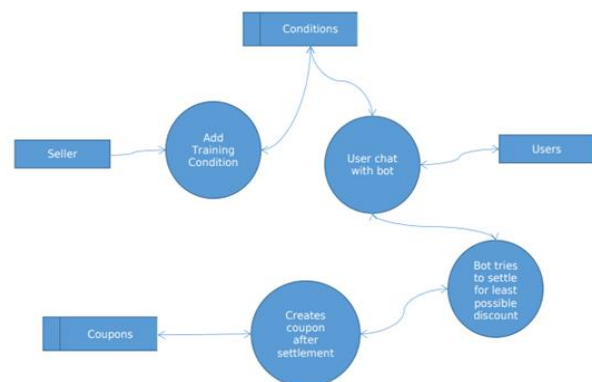 Conditions
Add
Training
Condition
Seller
User chat
with bot
Users
Bot tries
to settle
for least
possible
discount
Creates
coupon
after
settlement
Coupons